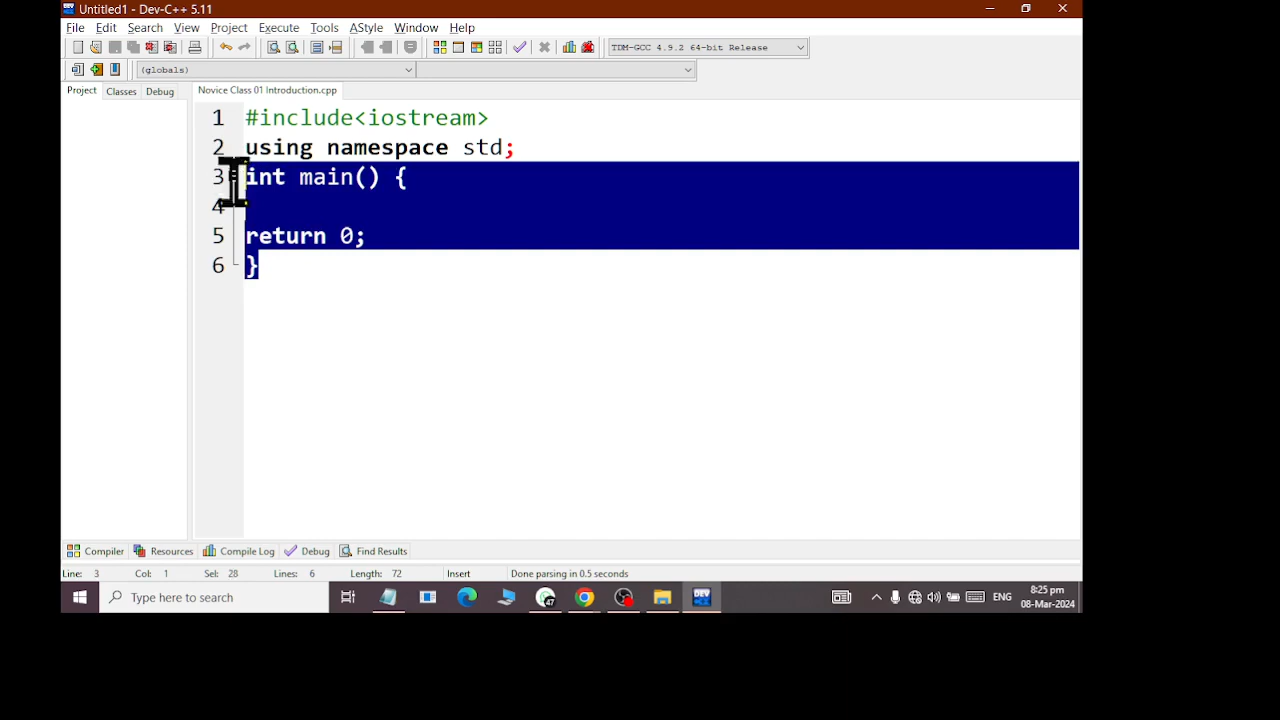 Untitled1 - Dev-C++ 5.11
File Edit Search View Project Execute Tools AStyle Window Help
TDM-GCC 4.9.2 64-bit Release
(globals)
Project Classes Debug
Novice Class 01 Introduction.cpp
1 #include<iostream>
2 using namespace std;
3 int main() {
4
5 return 0;
6 }
Compiler Resources Compile Log Debug Find Results
Line: 3 Col: 1 Sel: 28 Lines: 6 Length: 72 Insert Done parsing in 0.5 seconds
Type here to search 47 DEV ENG 8:25 pm
08-Mar-2024